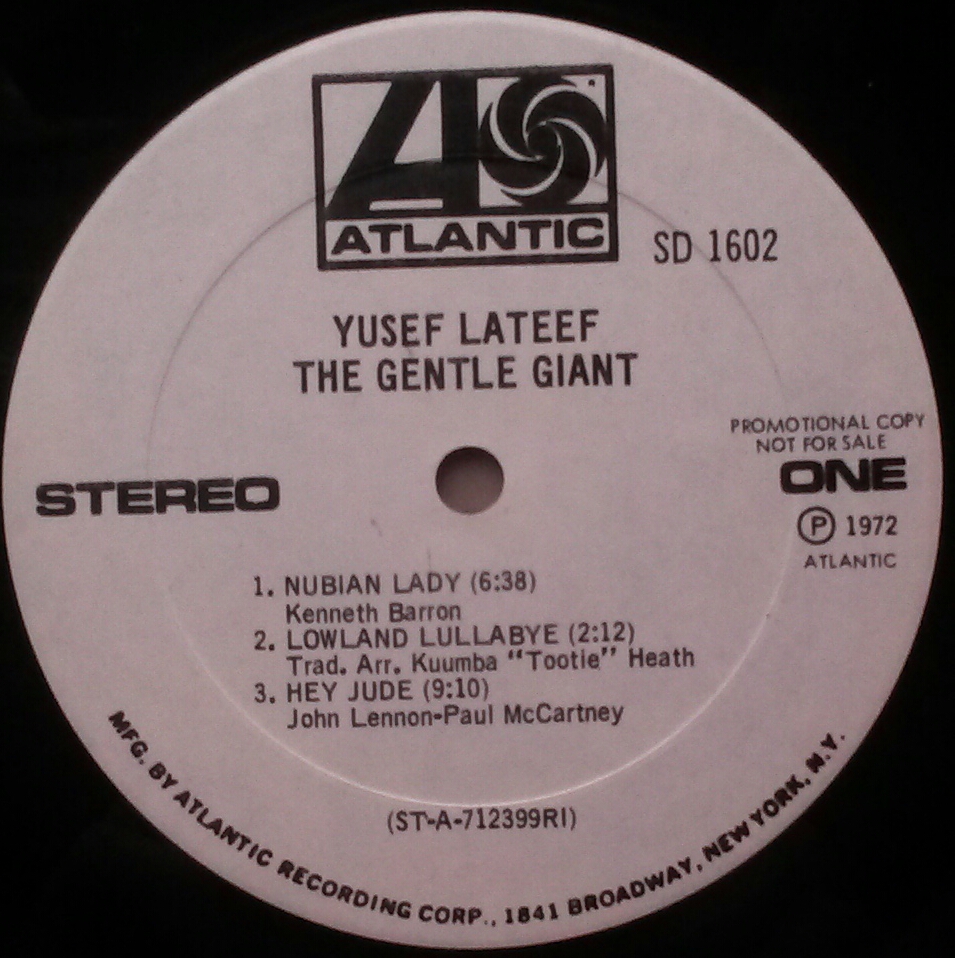 ATLANTIC
SD 1602
YUSEF LATEEF
THE GENTLE GIANT
PROMOTIONAL COPY
NOT FOR SALE
STEREO
ONE
Ⓟ 1972
ATLANTIC
1. NUBIAN LADY (6:38)
Kenneth Barron
2. LOWLAND LULLABYE (2:12)
Trad. Arr. Kuumba "Tootie" Heath
3. HEY JUDE (9:10)
John Lennon-Paul McCartney
(ST-A-712399RI)
MFG. BY ATLANTIC RECORDING CORP., 1841 BROADWAY, NEW YORK, N.Y.